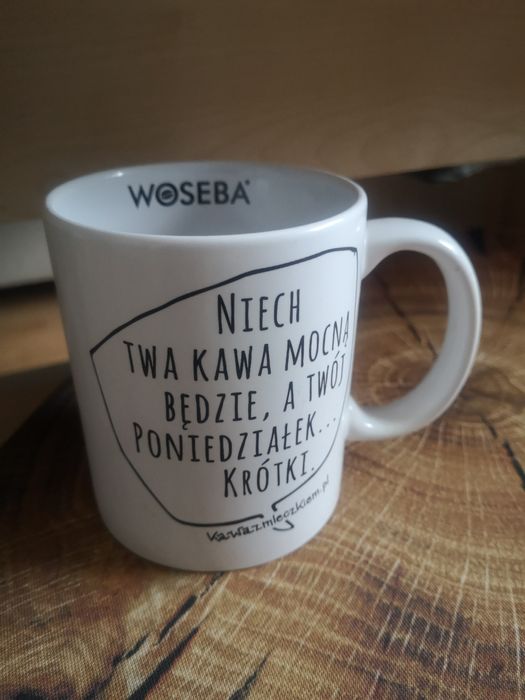 WOSEBA®
NIECH
TWA KAWA MOCNĄ
BĘDZIE, A TWÓJ
PONIEDZIAŁEK...
KRÓTKI.
kawazmleczkiem.pl